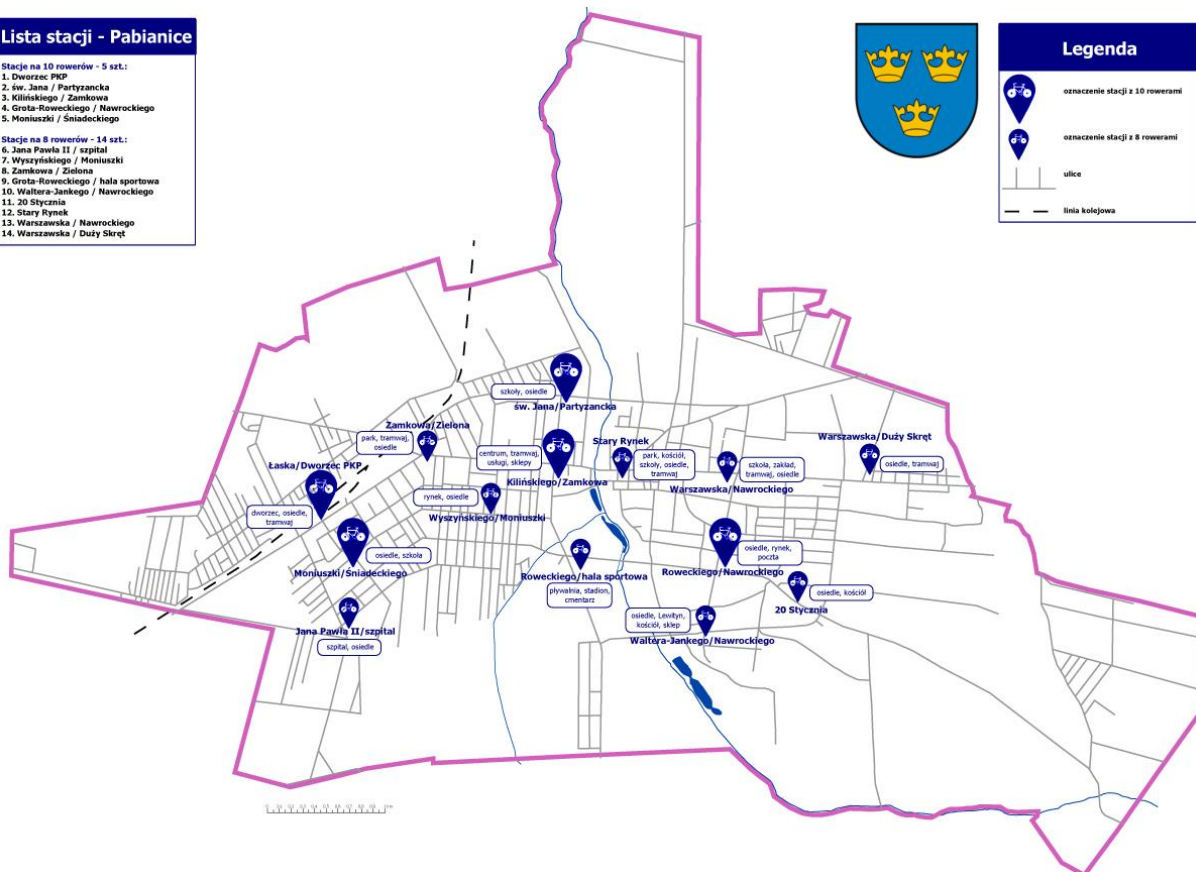 Lista stacji - Pabianice
Stacje na 10 rowerów - 5 szt.:
1. Dworzec PKP
2. św. Jana / Partyzancka
3. Kilińskiego / Zamkowa
4. Grota-Roweckiego / Nawrockiego
5. Moniuszki / Śniadeckiego
Stacje na 8 rowerów - 14 szt.:
6. Jana Pawła II / szpital
7. Wyszyńskiego / Moniuszki
8. Zamkowa / Zielona
9. Grota-Roweckiego / hala sportowa
10. Waltera-Jankego / Nawrockiego
11. 20 Stycznia
12. Stary Rynek
13. Warszawska / Nawrockiego
14. Warszawska / Duży Skręt
Legenda
oznaczenie stacji z 10 rowerami
oznaczenie stacji z 8 rowerami
ulice
linia kolejowa
szkoły, osiedle
św. Jana/Partyzancka
Zamkowa/Zielona
park, tramwaj,
osiedle
centrum, tramwaj,
usługi, sklepy
Kilińskiego/Zamkowa
Stary Rynek
park, kościół,
szkoły, osiedle,
tramwaj
szkoła, zakład,
tramwaj, osiedle
Warszawska/Nawrockiego
Warszawska/Duży Skręt
osiedle, tramwaj
Łaska/Dworzec PKP
dworzec, osiedle,
tramwaj
rynek, osiedle
Wyszyńskiego/Moniuszki
osiedle, szkoła
Moniuszki/Śniadeckiego
Roweckiego/hala sportowa
pływalnia, stadion,
cmentarz
osiedle, rynek,
poczta
Roweckiego/Nawrockiego
osiedle, kościół
20 Stycznia
osiedle, Lewityn,
kościół, sklep
Waltera-Jankego/Nawrockiego
Jana Pawła II/szpital
szpital, osiedle